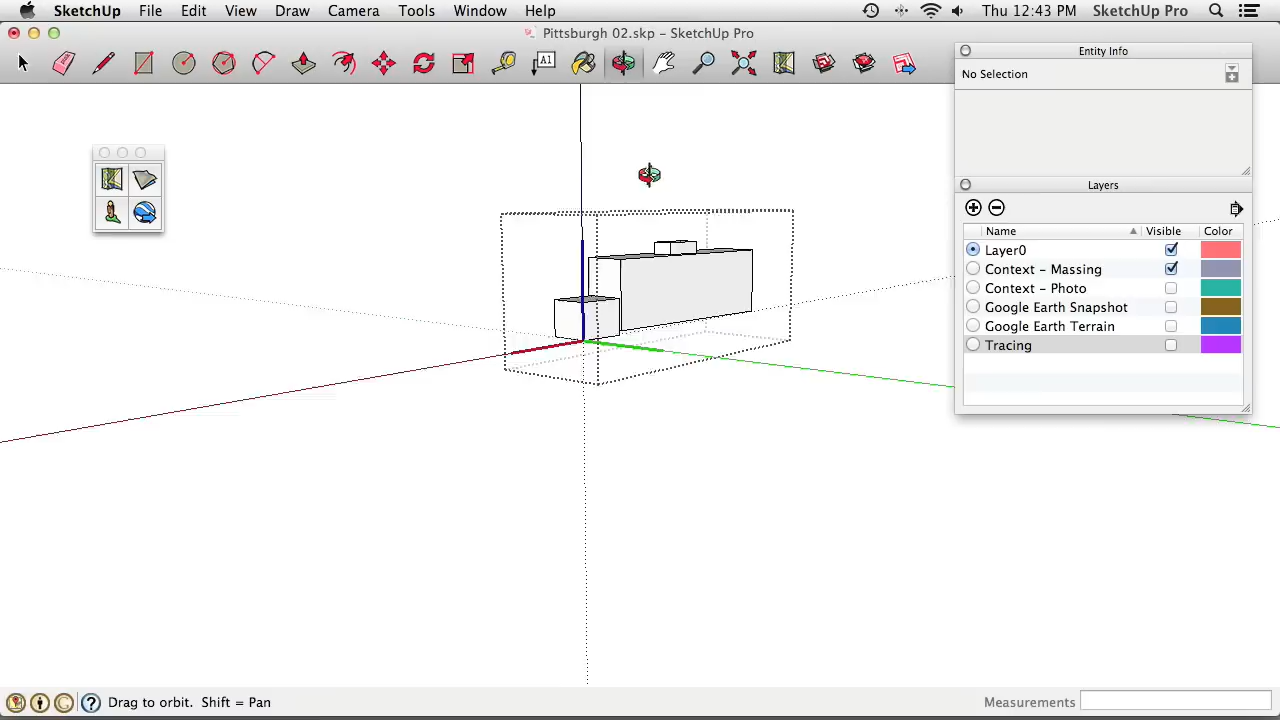 SketchUp File Edit View Draw Camera Tools Window Help Thu 12:43 PM SketchUp Pro
Pittsburgh 02.skp - SketchUp Pro
A1
Entity Info
No Selection
Layers
Name Visible Color
Layer0
Context - Massing
Context - Photo
Google Earth Snapshot
Google Earth Terrain
Tracing
Drag to orbit. Shift = Pan
Measurements